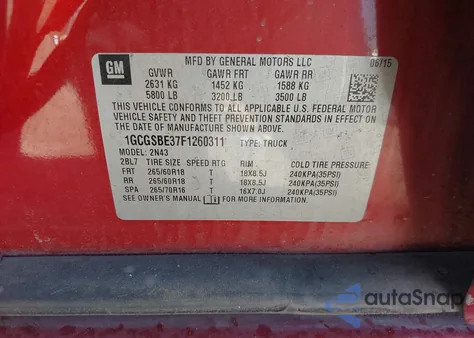 GM
MFD BY GENERAL MOTORS LLC 06/15
GVWR GAWR FRT GAWR RR
2631 KG 1452 KG 1588 KG
5800 LB 3200 LB 3500 LB
THIS VEHICLE CONFORMS TO ALL APPLICABLE U.S. FEDERAL MOTOR
VEHICLE SAFETY, BUMPER, AND THEFT PREVENTION STANDARDS IN
EFFECT ON THE DATE OF MANUFACTURE SHOWN ABOVE.
1GCGSBE37F1260311 TYPE: TRUCK
MODEL: 2N43
2BL7 TIRE SIZE SPEED RTG RIM COLD TIRE PRESSURE
FRT 265/60R18 T 18X8.5J 240KPA(35PSI)
RR 265/60R18 T 18X8.5J 240KPA(35PSI)
SPA 265/70R16 T 16X7.0J 240KPA(35PSI)
SEE OWNER'S MANUAL FOR ADDITIONAL INFORMATION.
autoSnap